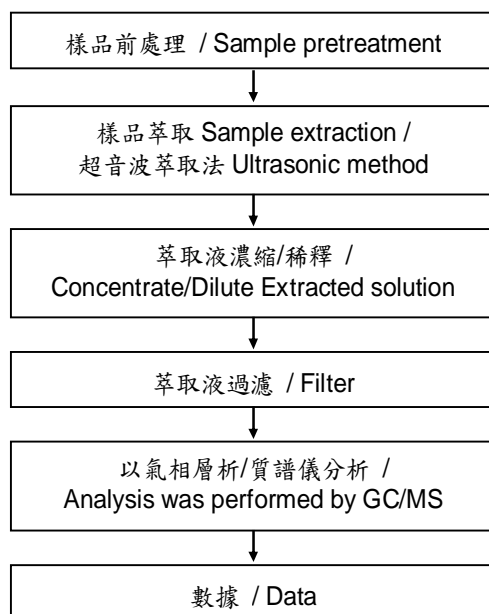 樣品前處理 / Sample pretreatment
樣品萃取 Sample extraction /
超音波萃取法 Ultrasonic method
萃取液濃縮/稀釋 /
Concentrate/Dilute Extracted solution
萃取液過濾 / Filter
以氣相層析/質譜儀分析 /
Analysis was performed by GC/MS
數據 / Data